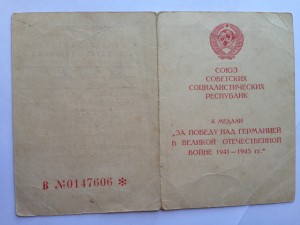 В №0147606 *
СОЮЗ
СОВЕТСКИХ
СОЦИАЛИСТИЧЕСКИХ
РЕСПУБЛИК
К МЕДАЛИ
„ЗА ПОБЕДУ НАД ГЕРМАНИЕЙ
В ВЕЛИКОЙ ОТЕЧЕСТВЕННОЙ
ВОЙНЕ 1941–1945 гг.“